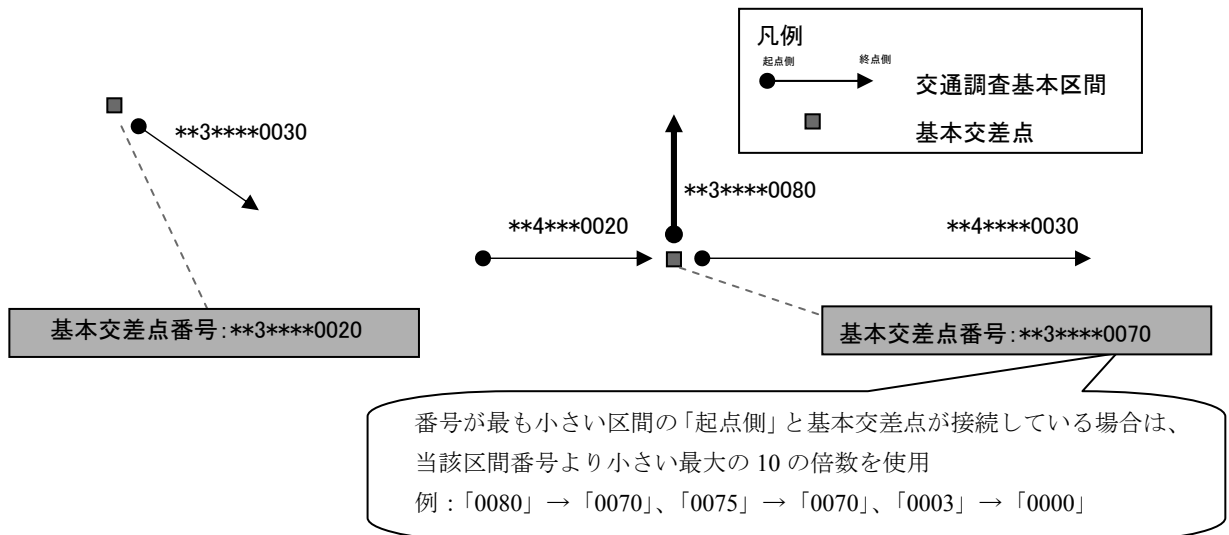 凡例
起点側 終点側
交通調査基本区間
基本交差点
**3****0030
**3****0080
**4***0020
**4****0030
基本交差点番号:**3****0020
基本交差点番号:**3****0070
番号が最も小さい区間の「起点側」と基本交差点が接続している場合は、
当該区間番号より小さい最大の 10 の倍数を使用
例:「0080」→「0070」、「0075」→「0070」、「0003」→「0000」